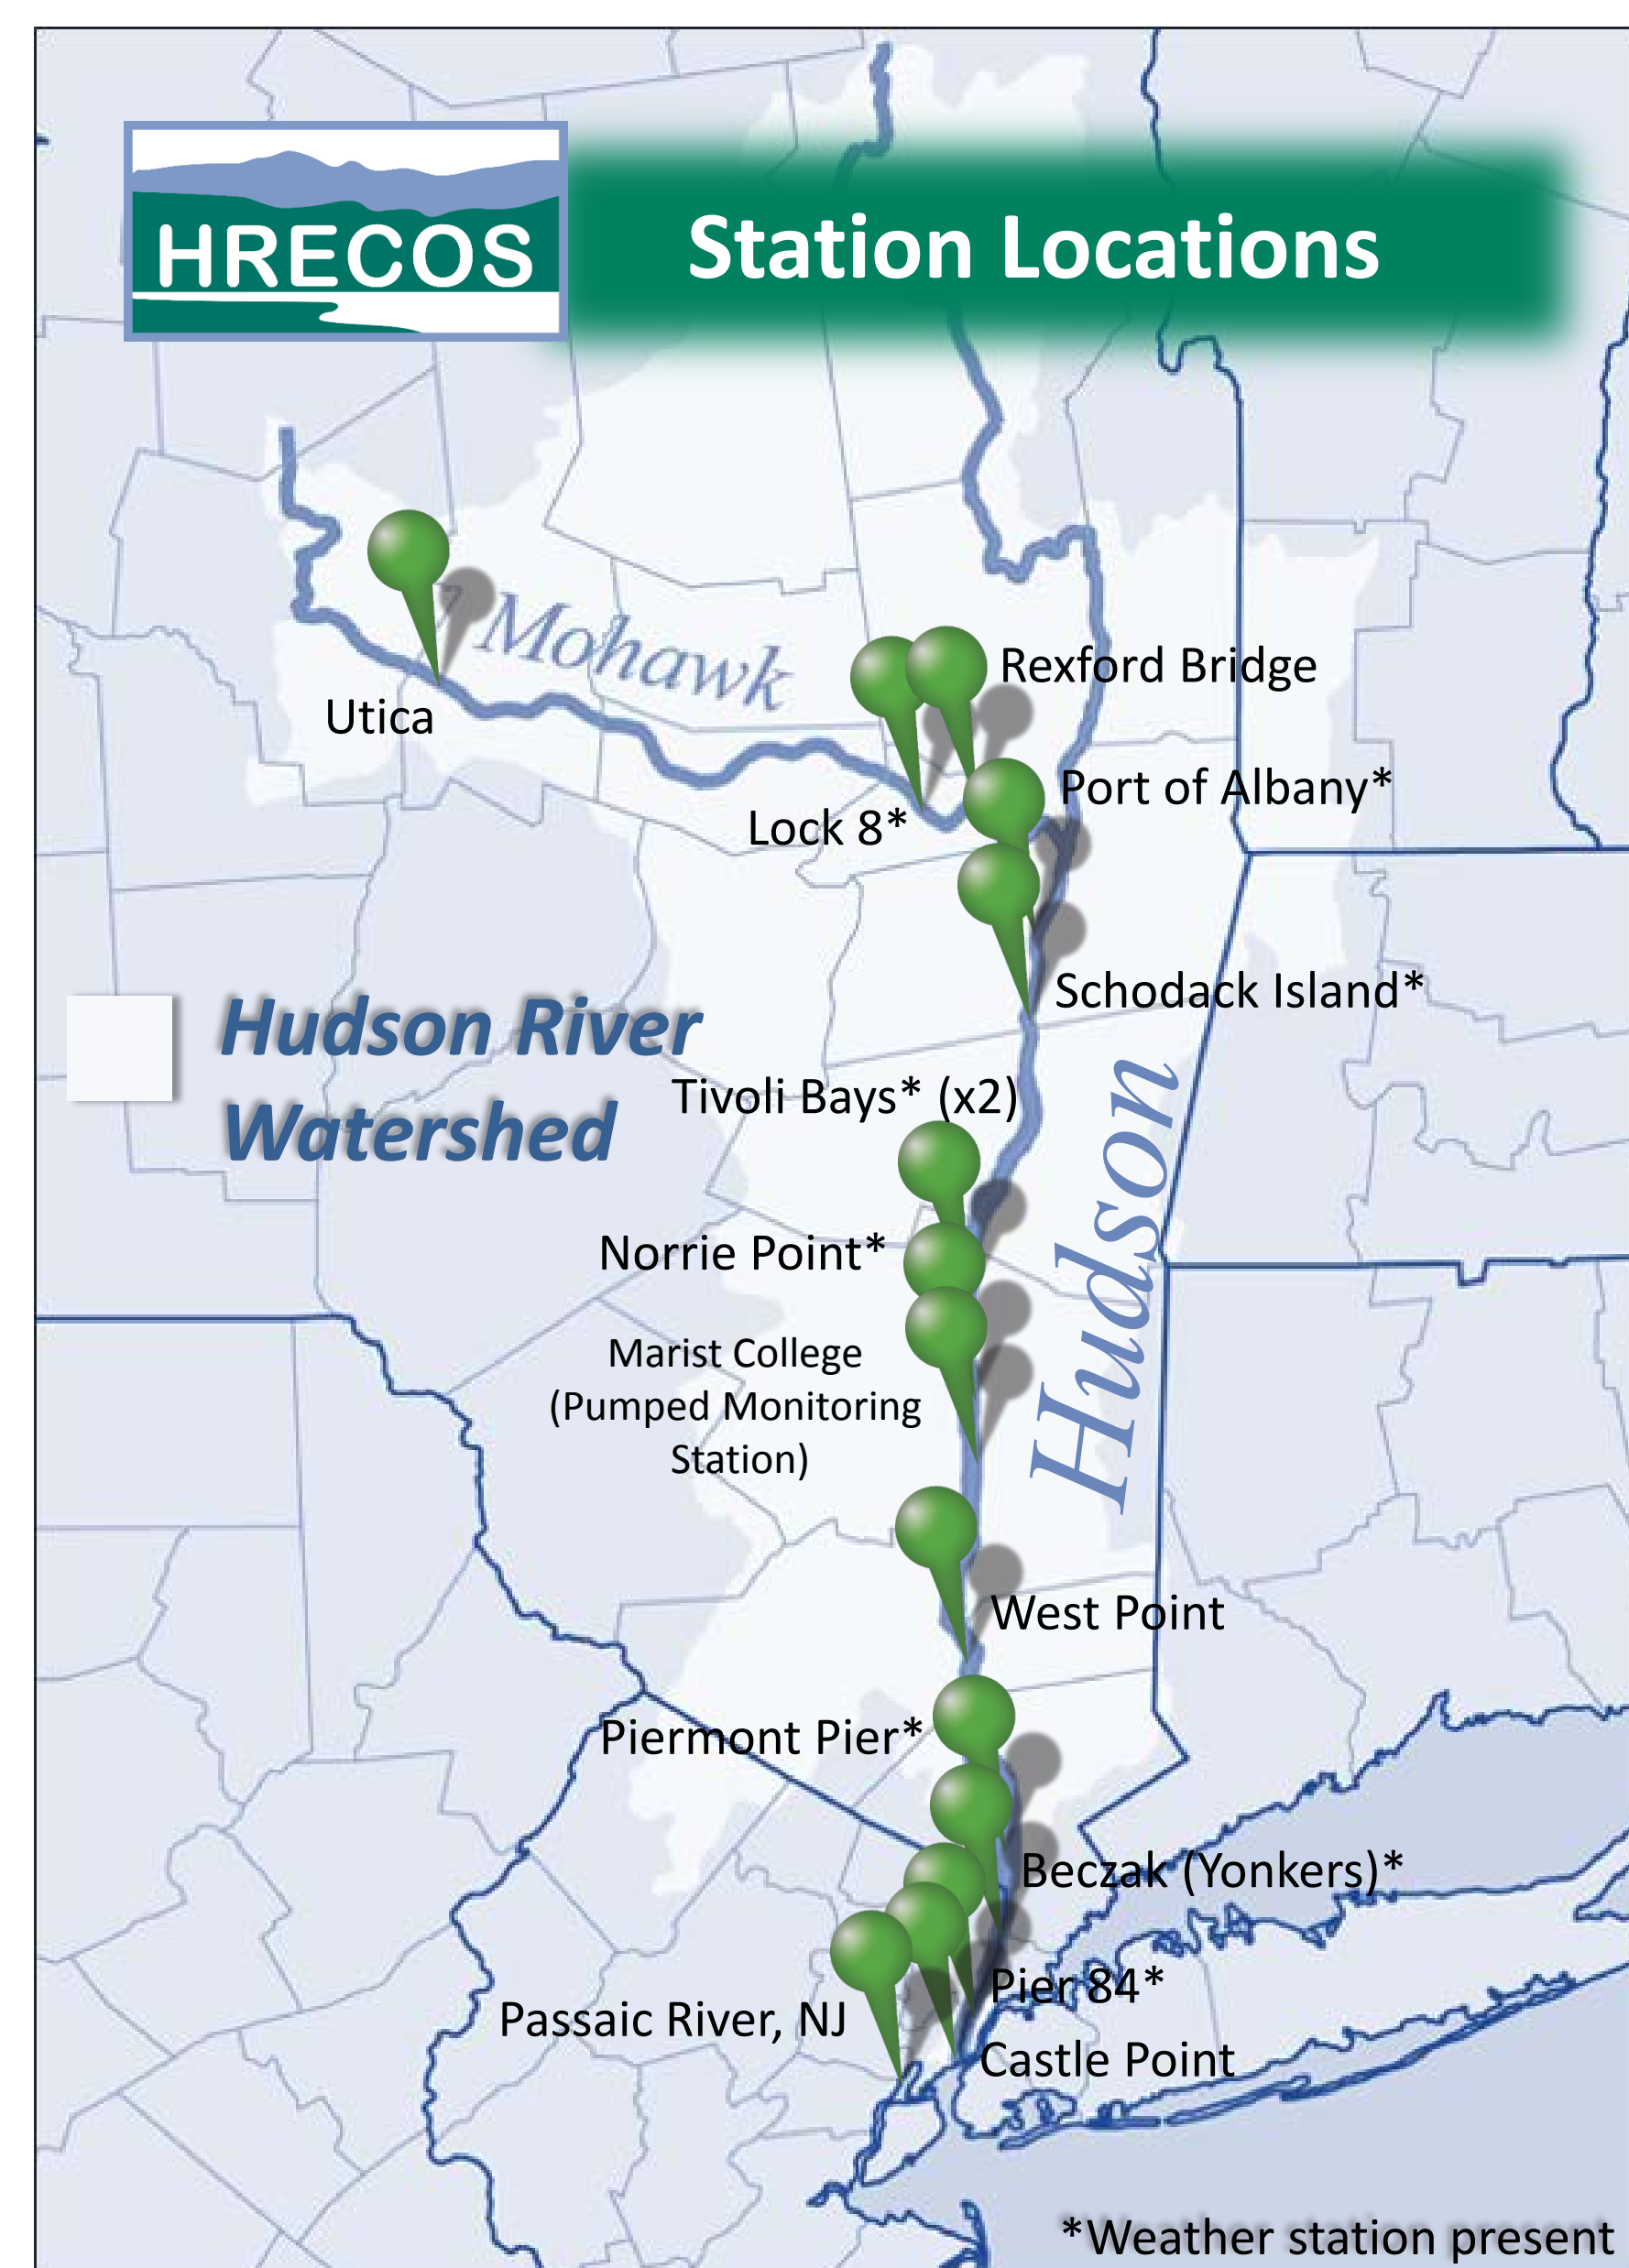 HRECOS
Station Locations
Mohawk
Rexford Bridge
Utica
Port of Albany*
Lock 8*
Schodack Island*
Hudson River
Watershed
Tivoli Bays* (x2)
Hudson
Norrie Point*
Marist College
(Pumped Monitoring
Station)
West Point
Piermont Pier*
Beczak (Yonkers)*
Pier 84*
Passaic River, NJ
Castle Point
*Weather station present